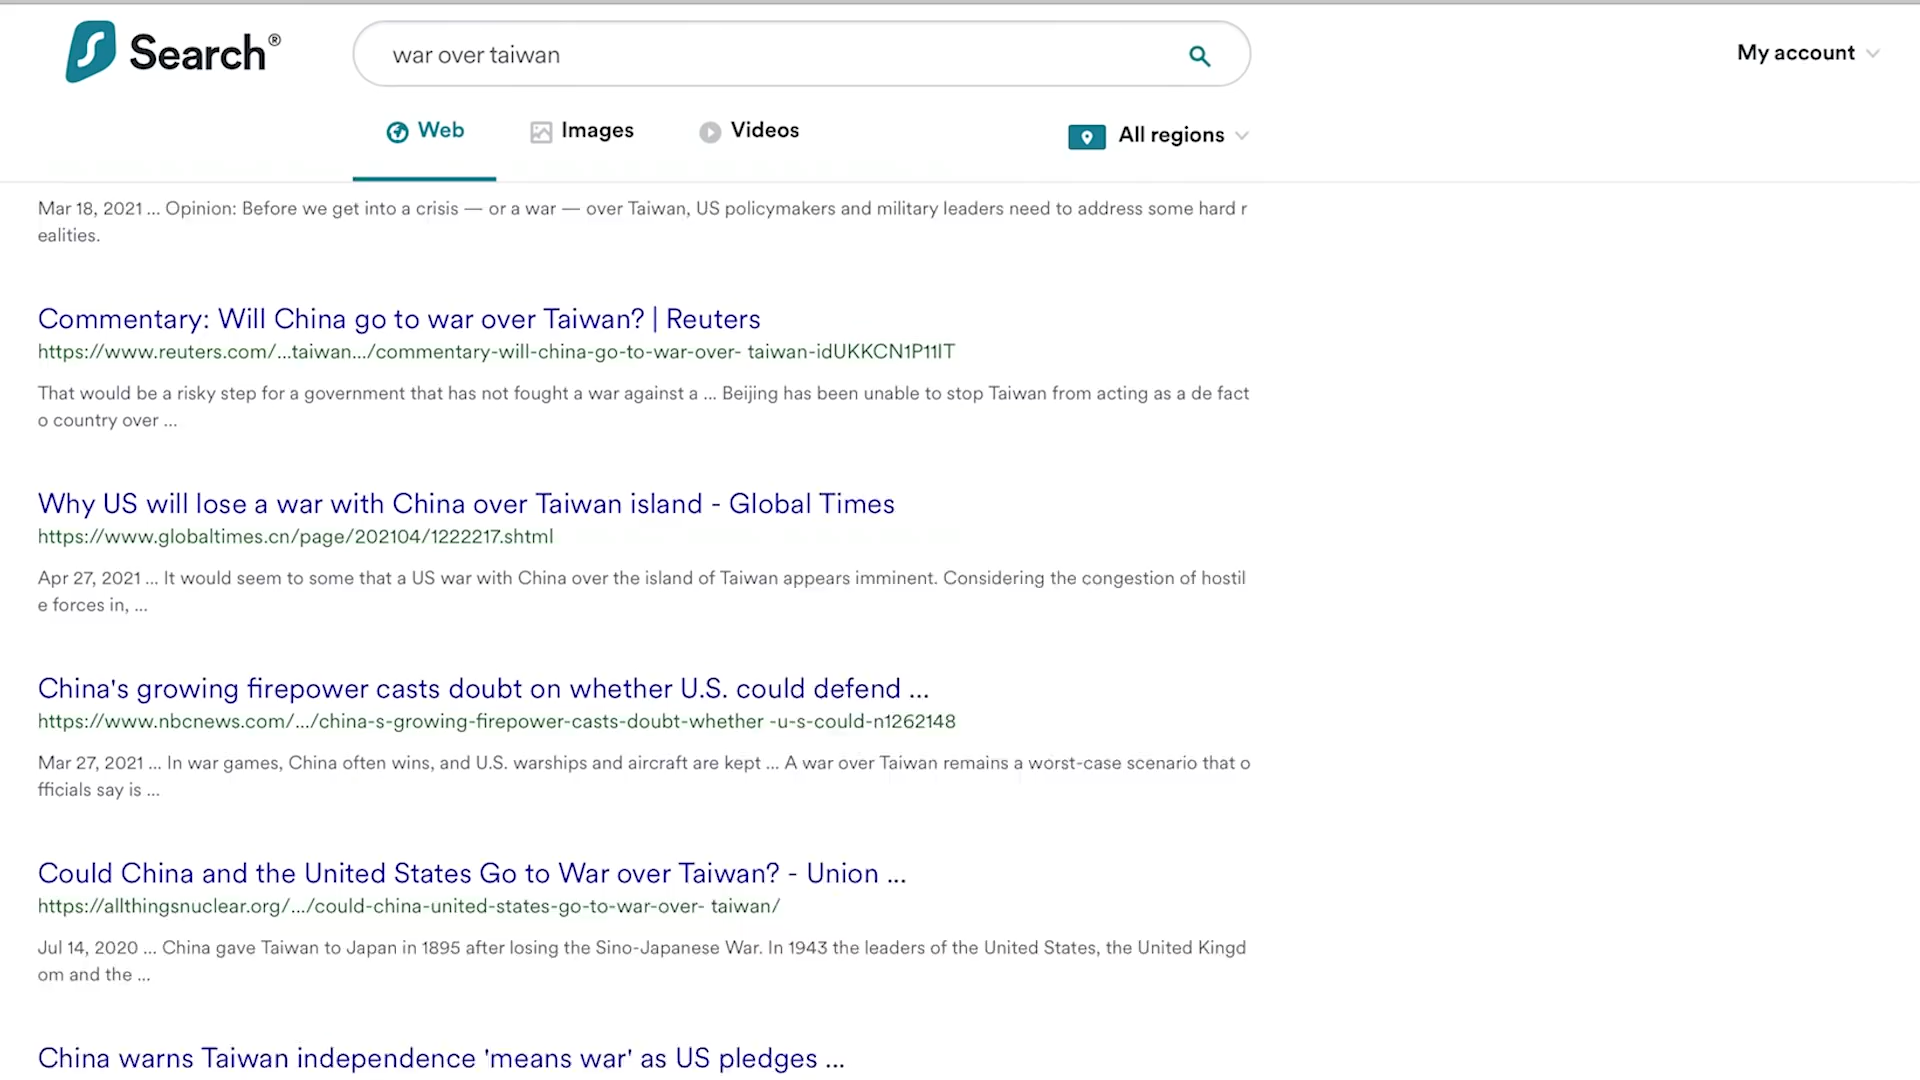 Search®
war over taiwan
My account
Web
Images
Videos
All regions
Mar 18, 2021 ... Opinion: Before we get into a crisis — or a war — over Taiwan, US policymakers and military leaders need to address some hard r
ealities.
Commentary: Will China go to war over Taiwan? | Reuters
https://www.reuters.com/...taiwan.../commentary-will-china-go-to-war-over- taiwan-idUKKCN1P11IT
That would be a risky step for a government that has not fought a war against a ... Beijing has been unable to stop Taiwan from acting as a de fact
o country over ...
Why US will lose a war with China over Taiwan island - Global Times
https://www.globaltimes.cn/page/202104/1222217.shtml
Apr 27, 2021 ... It would seem to some that a US war with China over the island of Taiwan appears imminent. Considering the congestion of hostil
e forces in, ...
China's growing firepower casts doubt on whether U.S. could defend ...
https://www.nbcnews.com/.../china-s-growing-firepower-casts-doubt-whether -u-s-could-n1262148
Mar 27, 2021 ... In war games, China often wins, and U.S. warships and aircraft are kept ... A war over Taiwan remains a worst-case scenario that o
fficials say is ...
Could China and the United States Go to War over Taiwan? - Union ...
https://allthingsnuclear.org/.../could-china-united-states-go-to-war-over- taiwan/
Jul 14, 2020 ... China gave Taiwan to Japan in 1895 after losing the Sino-Japanese War. In 1943 the leaders of the United States, the United Kingd
om and the ...
China warns Taiwan independence 'means war' as US pledges ...